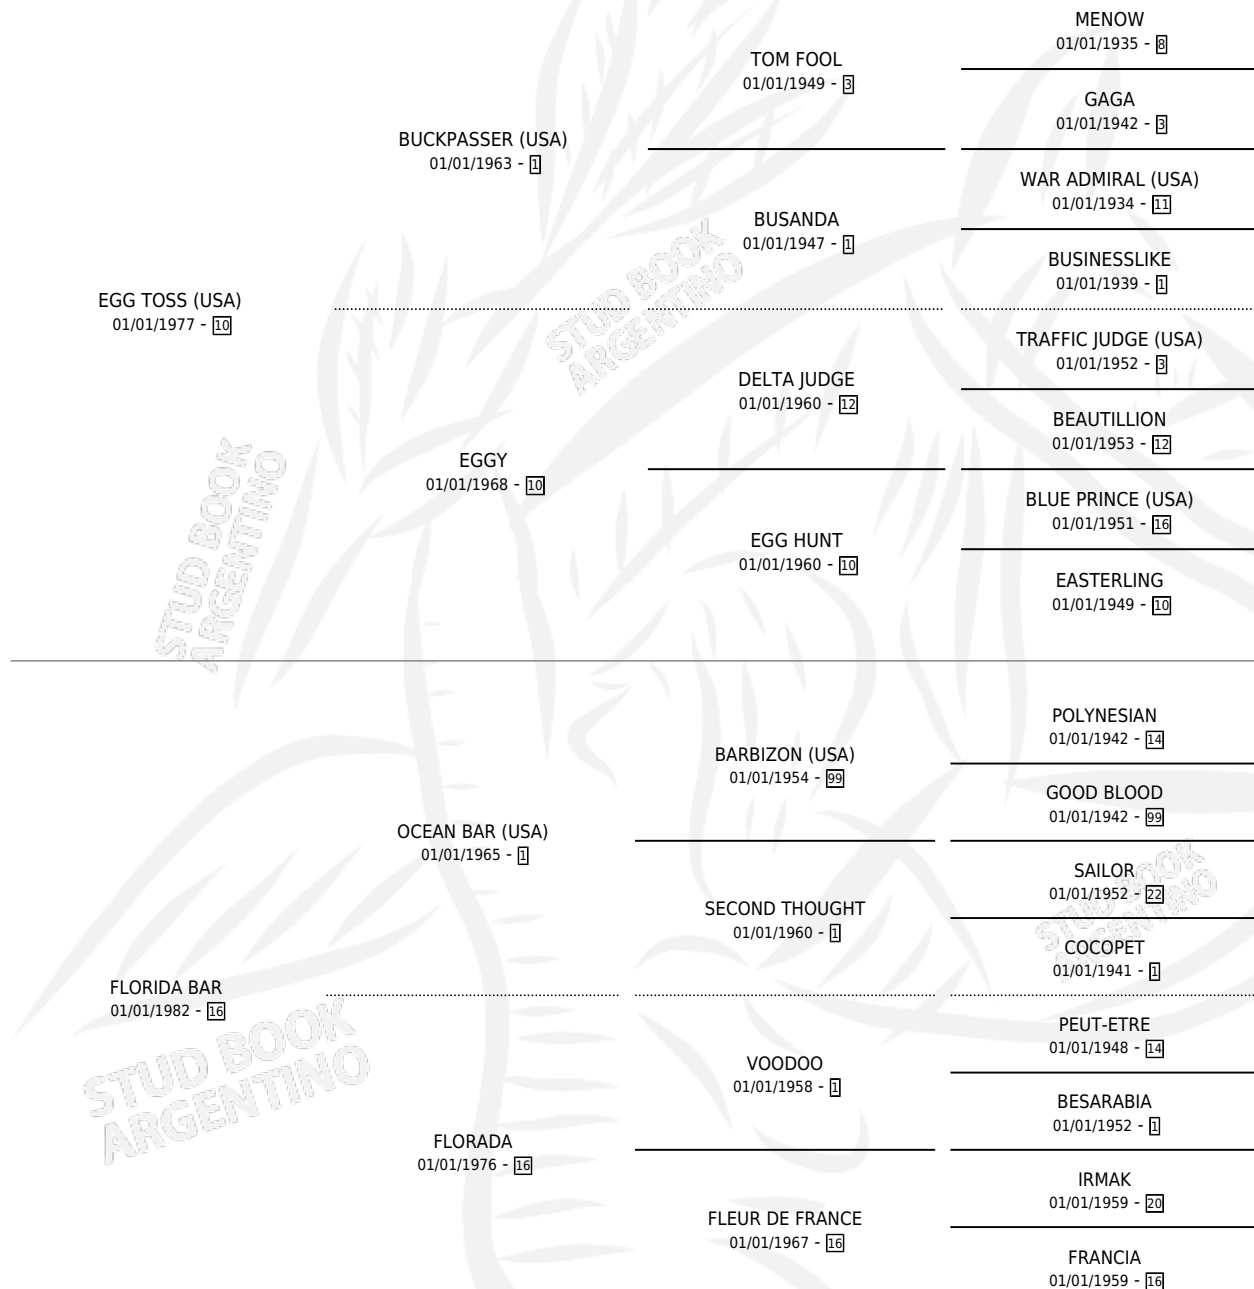 MENOW
01/01/1935 - 8
TOM FOOL
01/01/1949 - 3
GAGA
01/01/1942 - 3
BUCKPASSER (USA)
01/01/1963 - 1
WAR ADMIRAL (USA)
01/01/1934 - 11
BUSANDA
01/01/1947 - 1
BUSINESSLIKE
01/01/1939 - 1
EGG TOSS (USA)
01/01/1977 - 10
TRAFFIC JUDGE (USA)
01/01/1952 - 3
DELTA JUDGE
01/01/1960 - 12
BEAUTILLION
01/01/1953 - 12
EGGY
01/01/1968 - 10
BLUE PRINCE (USA)
01/01/1951 - 16
EGG HUNT
01/01/1960 - 10
EASTERLING
01/01/1949 - 10
POLYNESIAN
01/01/1942 - 14
BARBIZON (USA)
01/01/1954 - 99
GOOD BLOOD
01/01/1942 - 99
OCEAN BAR (USA)
01/01/1965 - 1
SAILOR
01/01/1952 - 22
SECOND THOUGHT
01/01/1960 - 1
COCOPET
01/01/1941 - 1
FLORIDA BAR
01/01/1982 - 16
PEUT-ETRE
01/01/1948 - 14
VOODOO
01/01/1958 - 1
BESARABIA
01/01/1952 - 1
FLORADA
01/01/1976 - 16
IRMAK
01/01/1959 - 20
FLEUR DE FRANCE
01/01/1967 - 16
FRANCIA
01/01/1959 - 16
STUD BOOK
ARGENTINO
STUD BOOK
ARGENTINO
STUD BOOK
ARGENTINO
STUD BOOK
ARGENTINO